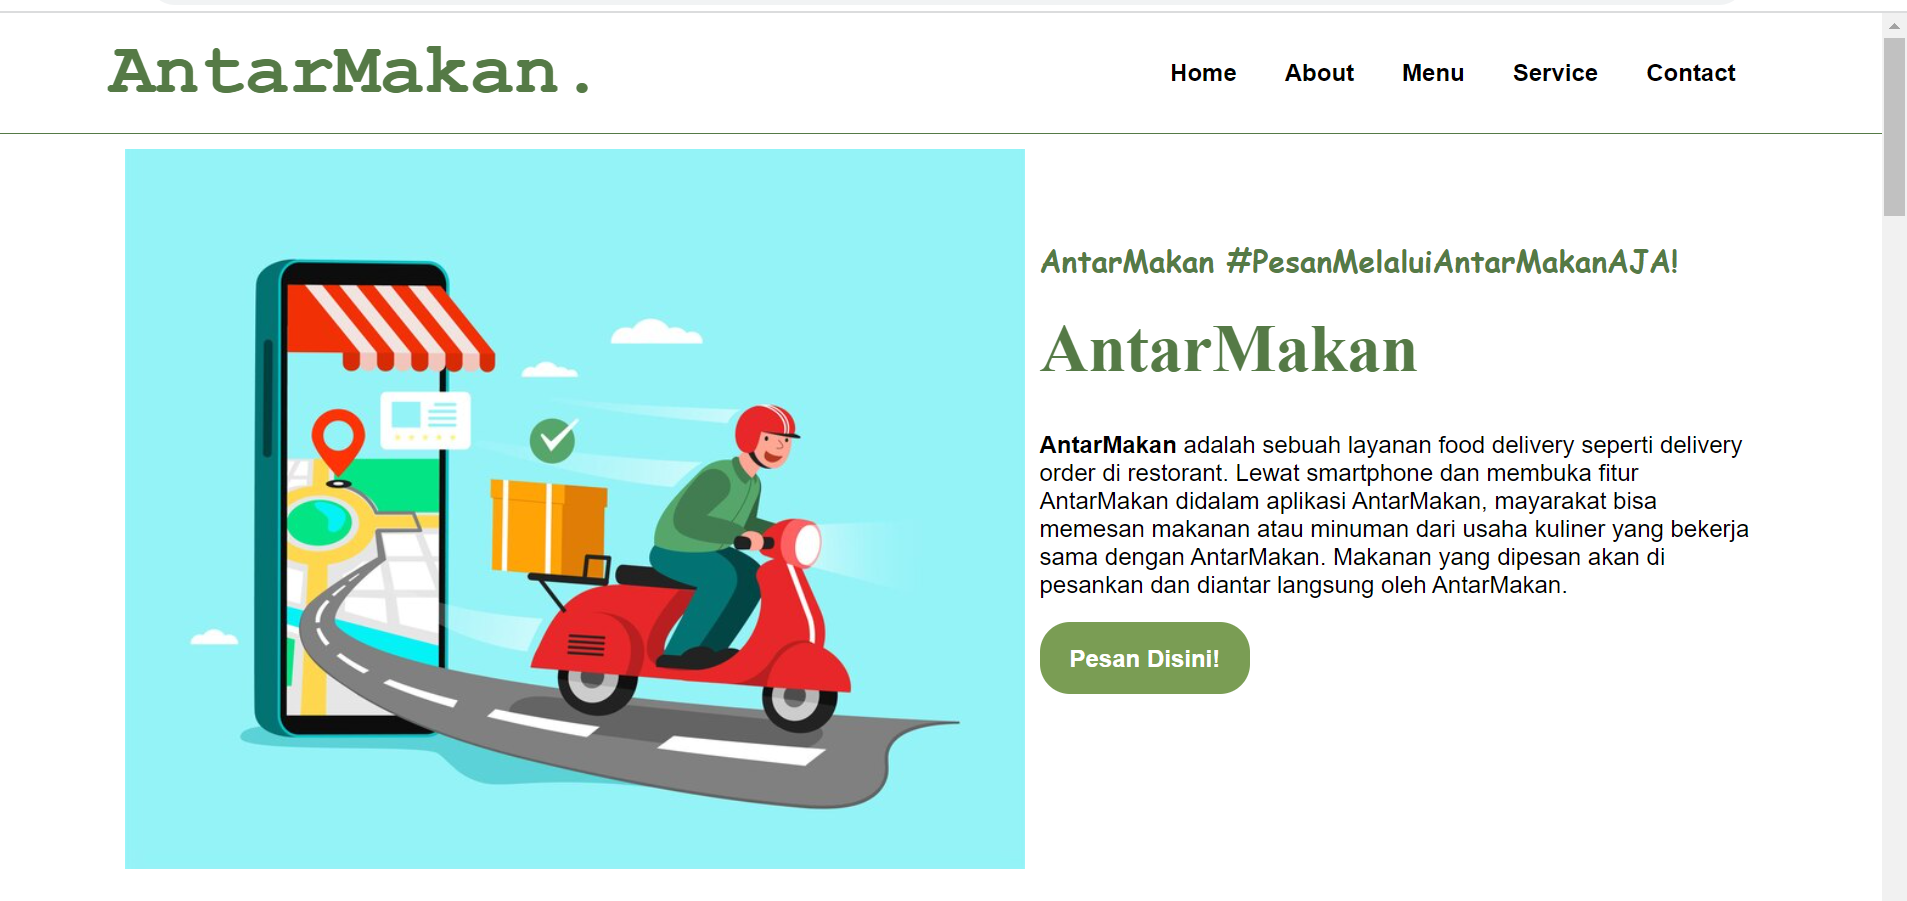 AntarMakan.
Home About Menu Service Contact
AntarMakan #PesanMelaluiAntarMakanAJA!
AntarMakan
AntarMakan adalah sebuah layanan food delivery seperti delivery
order di restorant. Lewat smartphone dan membuka fitur
AntarMakan didalam aplikasi AntarMakan, mayarakat bisa
memesan makanan atau minuman dari usaha kuliner yang bekerja
sama dengan AntarMakan. Makanan yang dipesan akan di
pesankan dan diantar langsung oleh AntarMakan.
Pesan Disini!